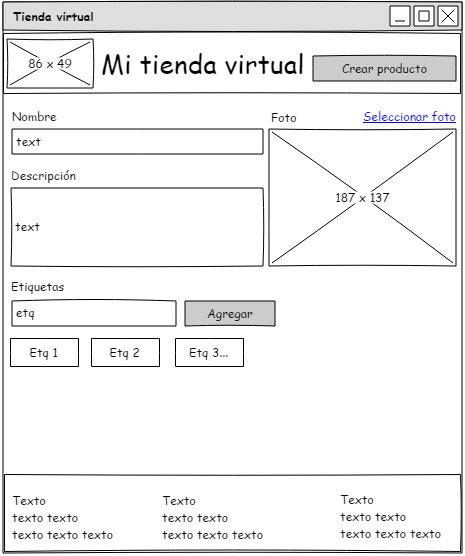 Tienda virtual
86 x 49
Mi tienda virtual
Crear producto
Nombre
Foto
Seleccionar foto
text
Descripción
187 x 137
text
Etiquetas
etq
Agregar
Etq 1
Etq 2
Etq 3...
Texto
texto texto
texto texto texto
Texto
texto texto
texto texto texto
Texto
texto texto
texto texto texto